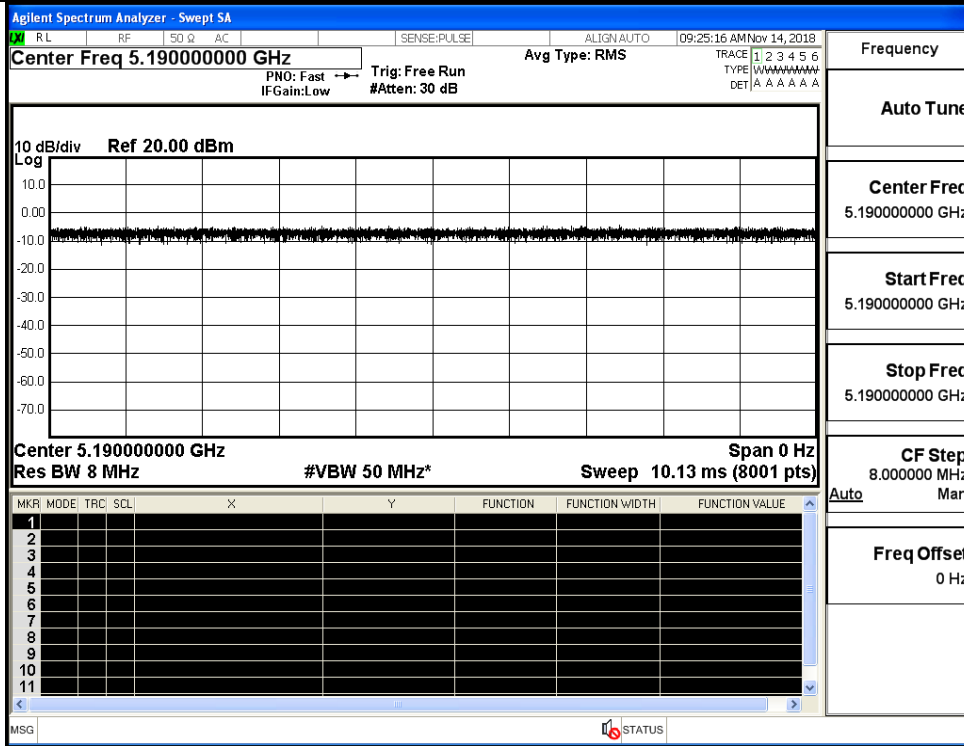 Agilent Spectrum Analyzer - Swept SA
LXI RL RF 50 Ω AC SENSE:PULSE ALIGN AUTO 09:25:16 AM Nov 14, 2018
Center Freq 5.190000000 GHz
PNO: Fast
IFGain:Low
Trig: Free Run
#Atten: 30 dB
Avg Type: RMS
TRACE 1 2 3 4 5 6
TYPE WWWWWW
DET A A A A A A
10 dB/div Ref 20.00 dBm
Log
10.0
0.00
-10.0
-20.0
-30.0
-40.0
-50.0
-60.0
-70.0
Center 5.190000000 GHz Span 0 Hz
Res BW 8 MHz #VBW 50 MHz* Sweep 10.13 ms (8001 pts)
MKR MODE TRC SCL X Y FUNCTION FUNCTION WIDTH FUNCTION VALUE
1
2
3
4
5
6
7
8
9
10
11
MSG STATUS
Frequency
Auto Tune
Center Freq
5.190000000 GHz
Start Freq
5.190000000 GHz
Stop Freq
5.190000000 GHz
CF Step
8.000000 MHz
Auto Man
Freq Offset
0 Hz